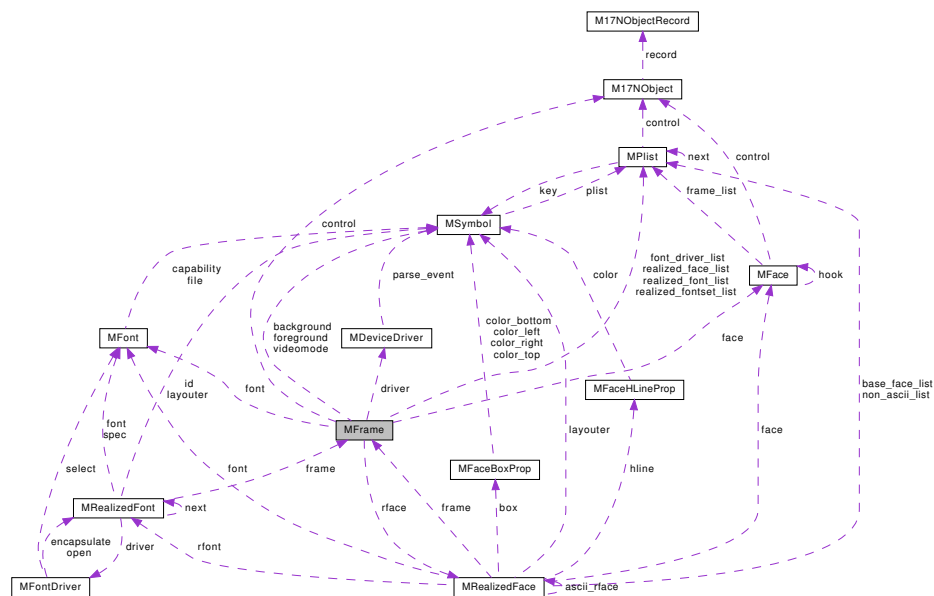 M17NObjectRecord
record
M17NObject
control
MPlist
next
control
key
plist
frame_list
MSymbol
control
font_driver_list
realized_face_list
realized_font_list
realized_fontset_list
capability
file
parse_event
color
MFace
hook
background
foreground
videomode
color_bottom
color_left
color_right
color_top
MFont
MDeviceDriver
face
id
layouter
font
driver
MFaceHLineProp
base_face_list
non_ascii_list
font
spec
MFrame
layouter
face
select
frame
font
MFaceBoxProp
hline
MRealizedFont
next
rface
frame
box
encapsulate
open
driver
rfont
MFontDriver
MRealizedFace
ascii_rface